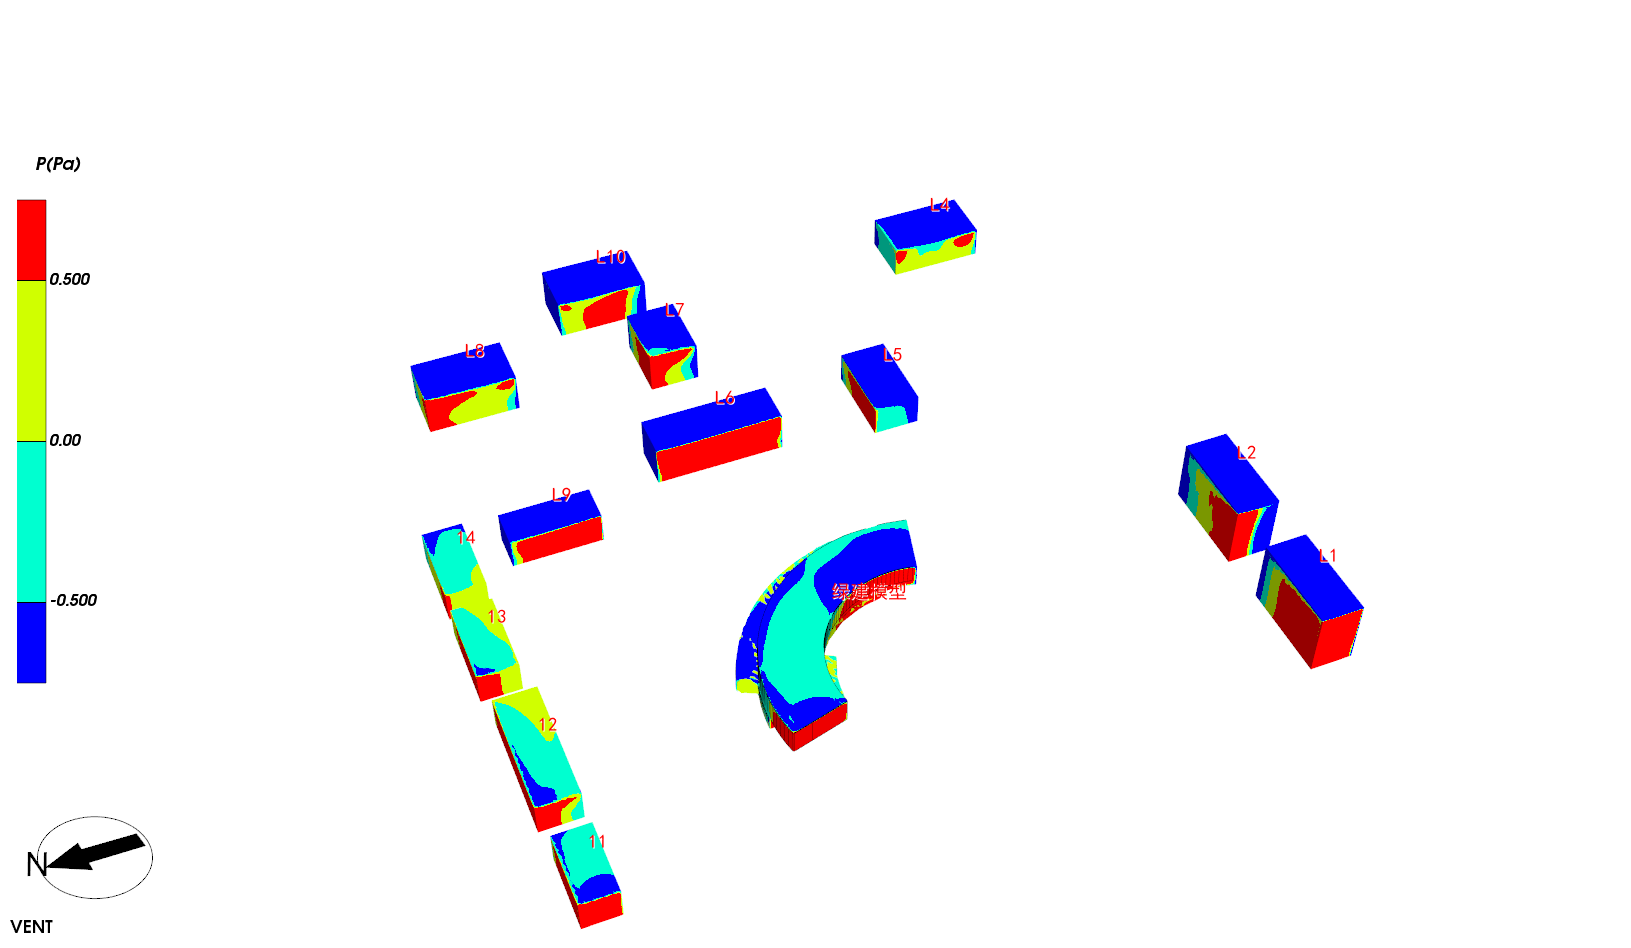 P(Pa)
0.500
0.00
-0.500
L4
L10
L7
L8
L5
L6
L2
L9
14
L1
绿建模型
13
12
11
N
VENT